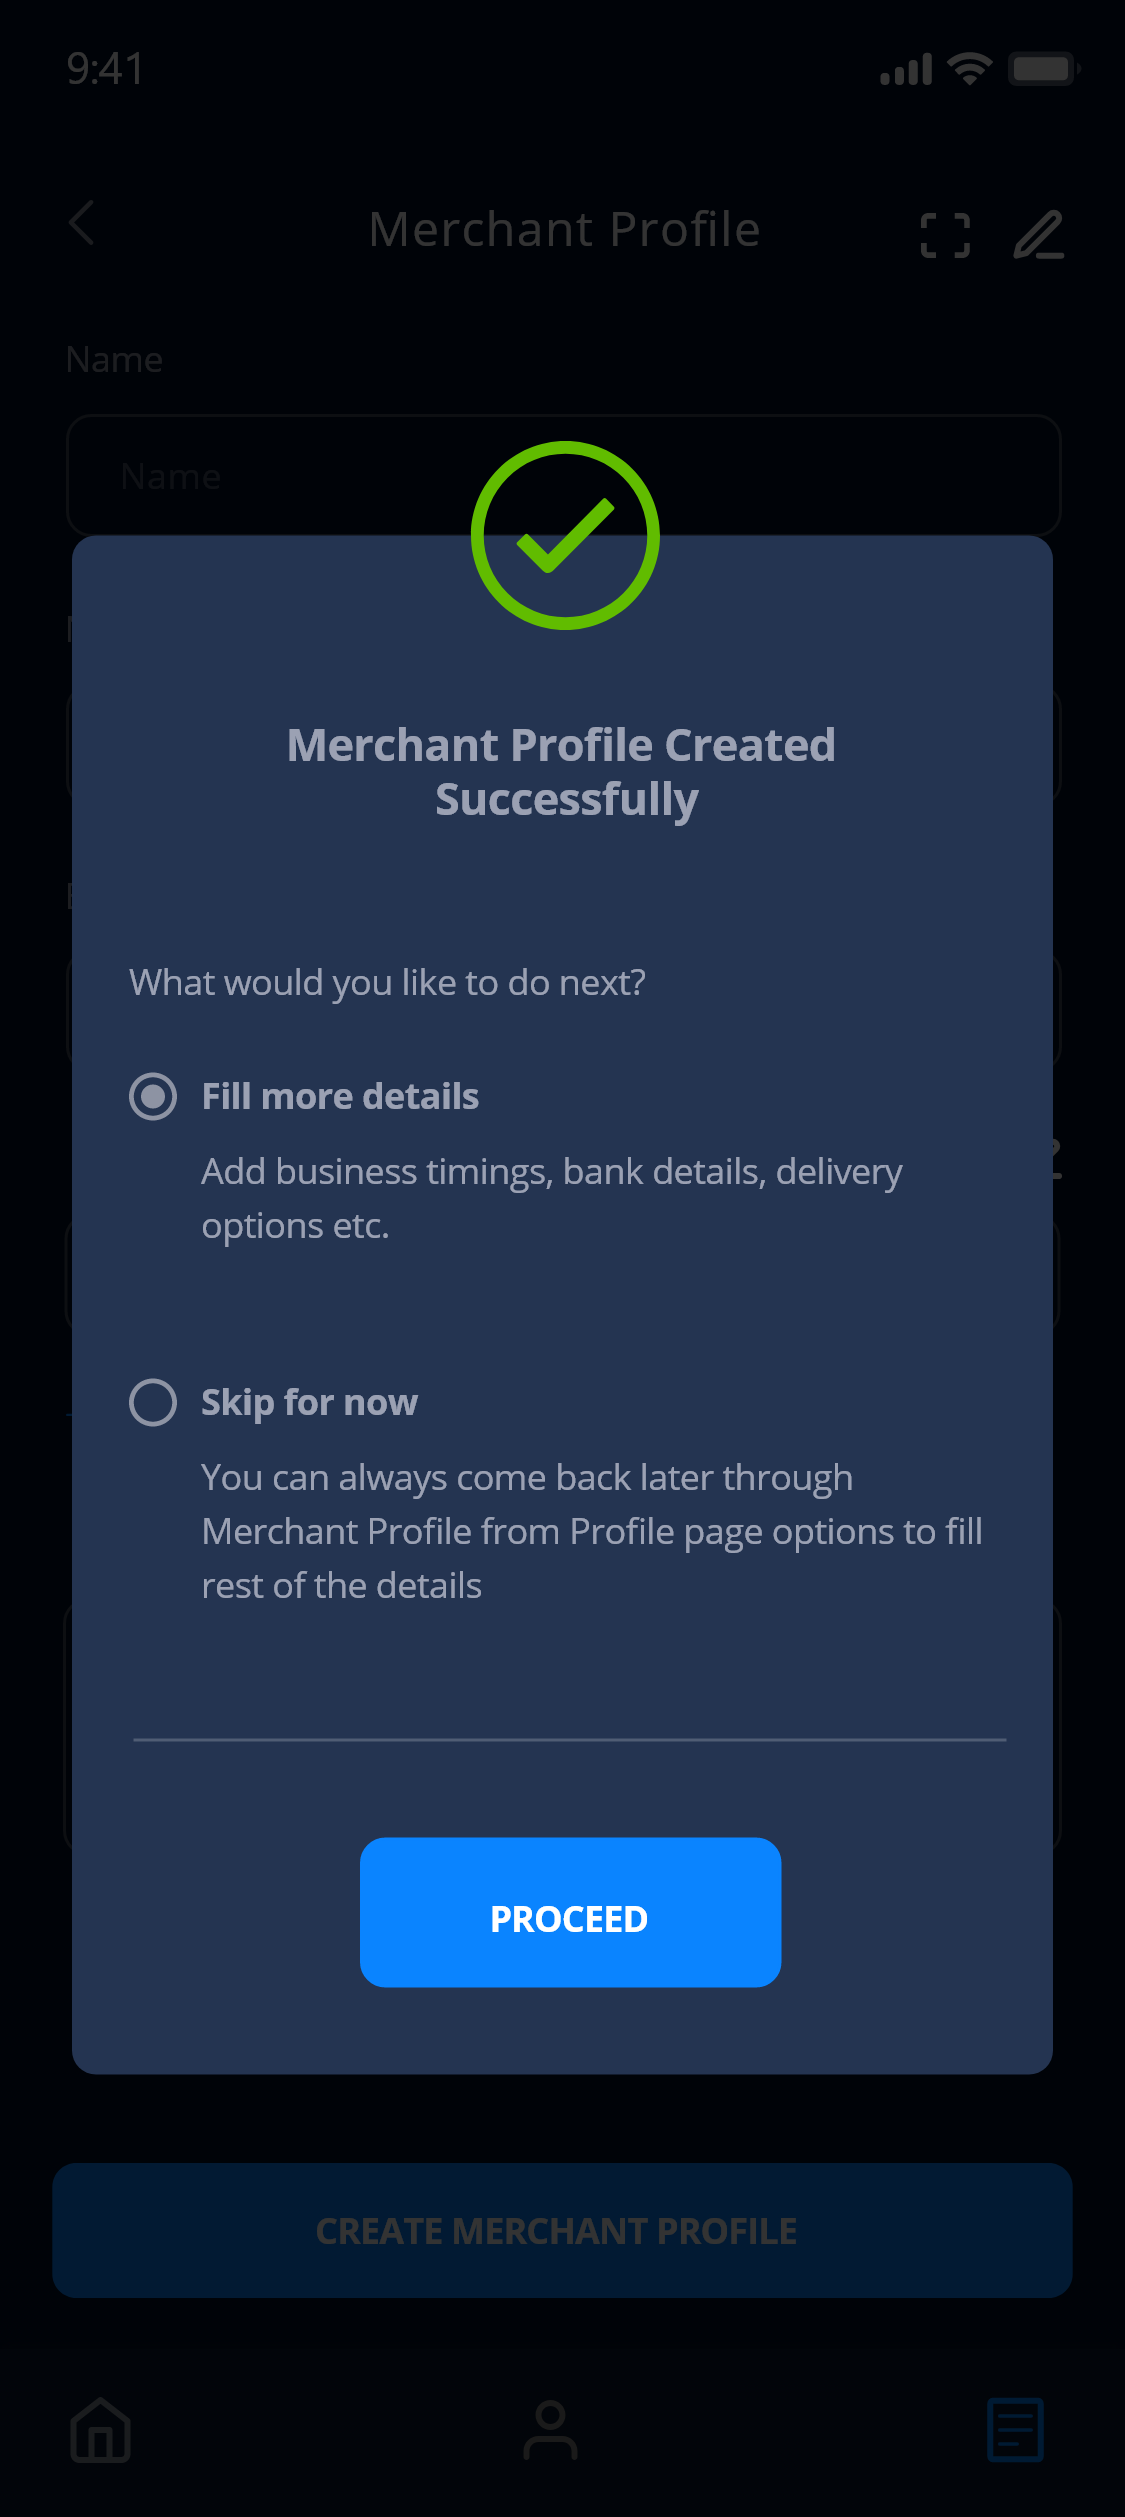 9:41
Merchant Profile
Name
Name
Merchant Profile Created
Successfully
What would you like to do next?
Fill more details
Add business timings, bank details, delivery
options etc.
Skip for now
You can always come back later through
Merchant Profile from Profile page options to fill
rest of the details
PROCEED
CREATE MERCHANT PROFILE